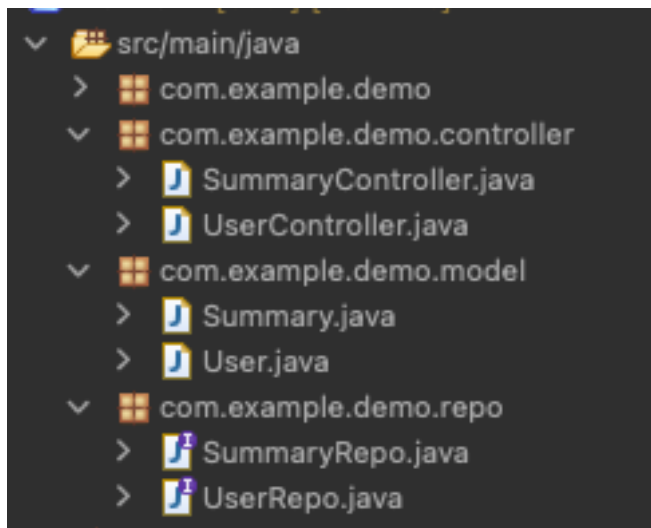 src/main/java
com.example.demo
com.example.demo.controller
SummaryController.java
UserController.java
com.example.demo.model
Summary.java
User.java
com.example.demo.repo
SummaryRepo.java
UserRepo.java